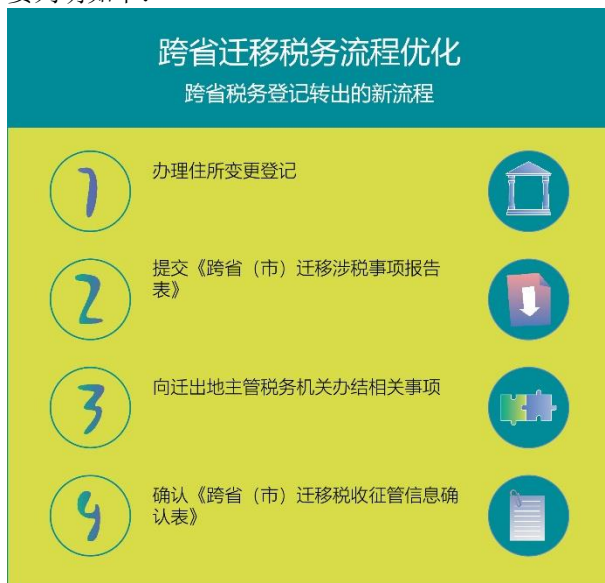 跨省迁移税务流程优化
跨省税务登记转出的新流程
1
办理住所变更登记
2
提交《跨省（市）迁移涉税事项报告
表》
3
向迁出地主管税务机关办结相关事项
4
确认《跨省（市）迁移税收征管信息确
认表》